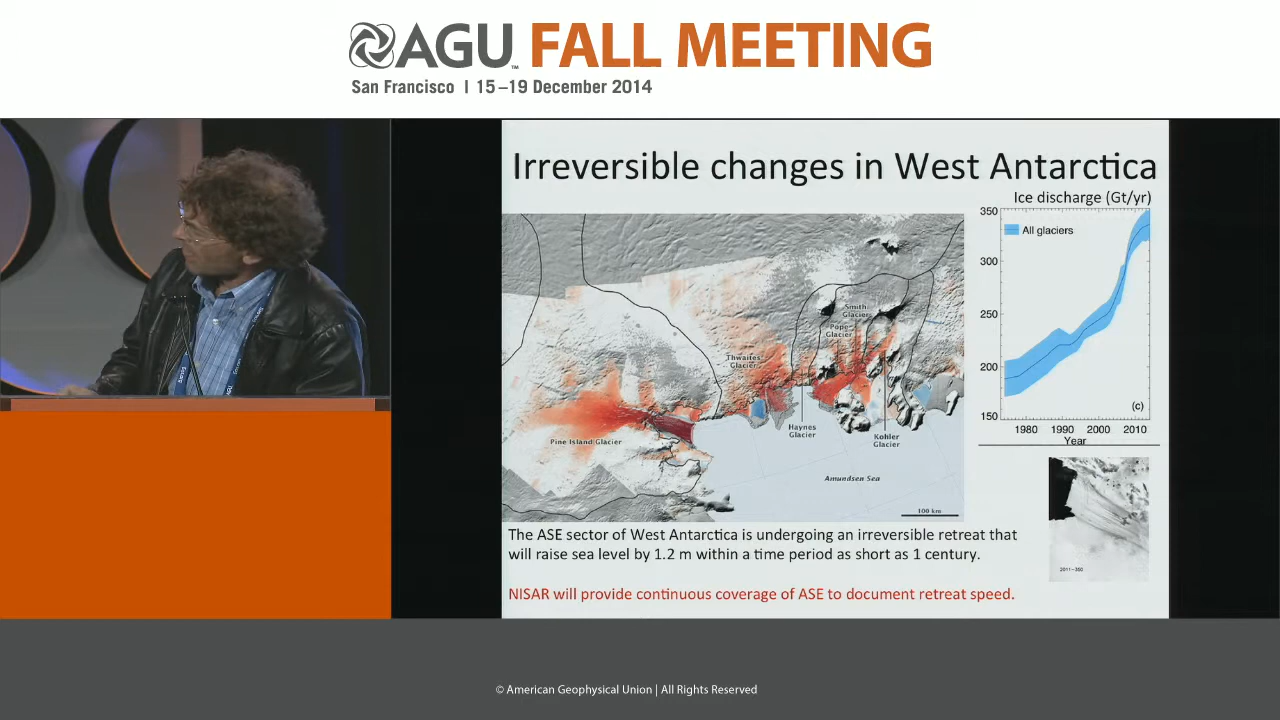 AGU FALL MEETING
San Francisco | 15–19 December 2014
Irreversible changes in West Antarctica
Ice discharge (Gt/yr)
350
All glaciers
300
250
200
150
(c)
1980 1990 2000 2010
Year
Smith
Glacier
Pope
Glacier
Thwaites
Glacier
Haynes
Glacier
Kohler
Glacier
Pine Island Glacier
Amundsen Sea
100 km
The ASE sector of West Antarctica is undergoing an irreversible retreat that
will raise sea level by 1.2 m within a time period as short as 1 century.
NISAR will provide continuous coverage of ASE to document retreat speed.
AGU
© American Geophysical Union | All Rights Reserved